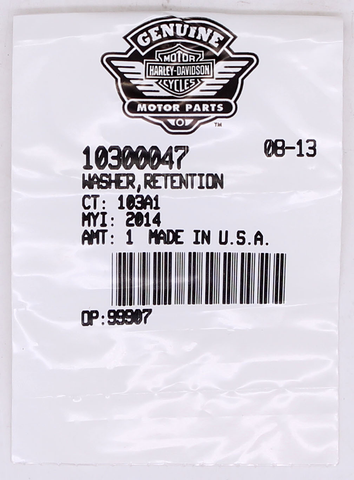 GENUINE
MOTOR
HARLEY-DAVIDSON
CYCLES
MOTOR PARTS
TM
10300047 08-13
WASHER,RETENTION
CT: 103A1
MYI: 2014
AMT: 1 MADE IN U.S.A.
OP:99907